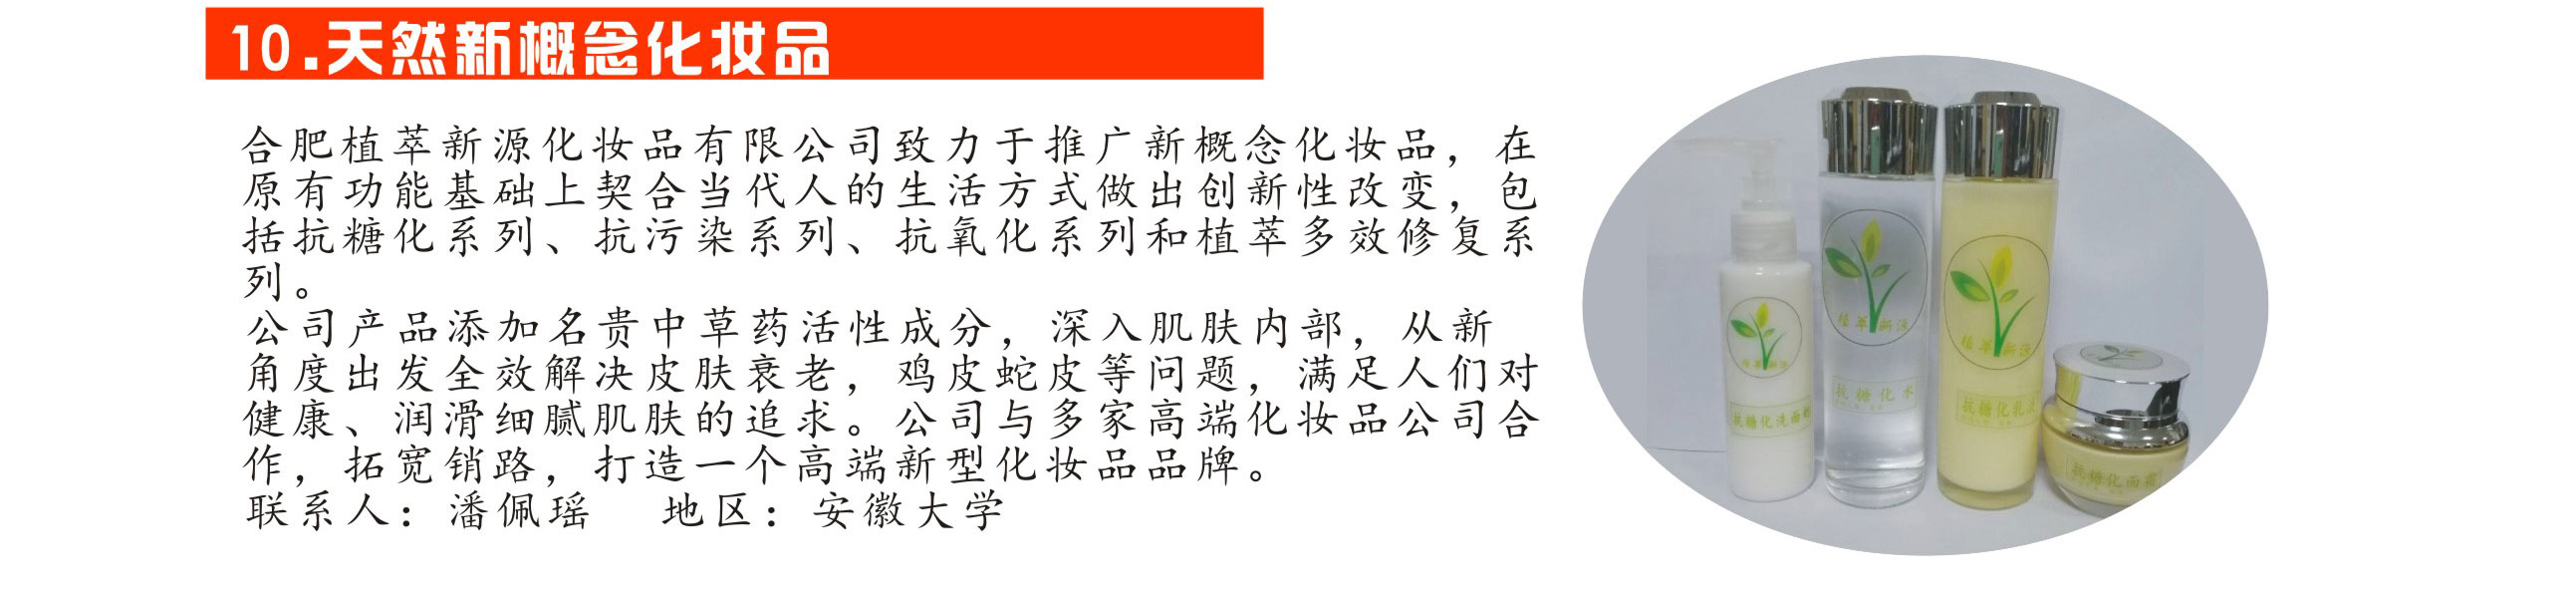 10.天然新概念化妆品
合肥植萃新源化妆品有限公司致力于推广新概念化妆品，在
原有功能基础上契合当代人的生活方式做出创新性改变，包
括抗糖化系列、抗污染系列、抗氧化系列和植萃多效修复系
列。
公司产品添加名贵中草药活性成分，深入肌肤内部，从新
角度出发全效解决皮肤衰老，鸡皮蛇皮等问题，满足人们对
健康、润滑细腻肌肤的追求。公司与多家高端化妆品公司合
作，拓宽销路，打造一个高端新型化妆品品牌。
联系人：潘佩瑶 地区：安徽大学
植萃新源
抗糖化洗面
植萃新源
抗糖化水
植萃新源
抗糖化乳液
抗糖化面霜